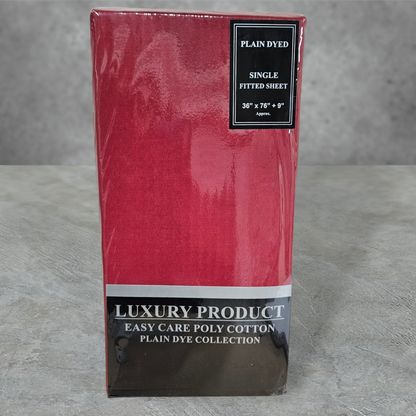 PLAIN DYED
SINGLE
FITTED SHEET
36" x 76" + 9"
Approx.
LUXURY PRODUCT
EASY CARE POLY COTTON
PLAIN DYE COLLECTION